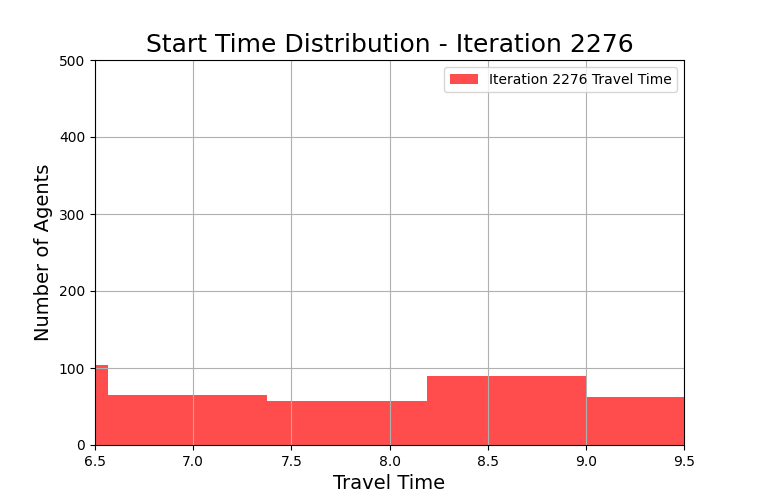 Start Time Distribution - Iteration 2276
Iteration 2276 Travel Time
Number of Agents
500
400
300
200
100
0
6.5 7.0 7.5 8.0 8.5 9.0 9.5
Travel Time